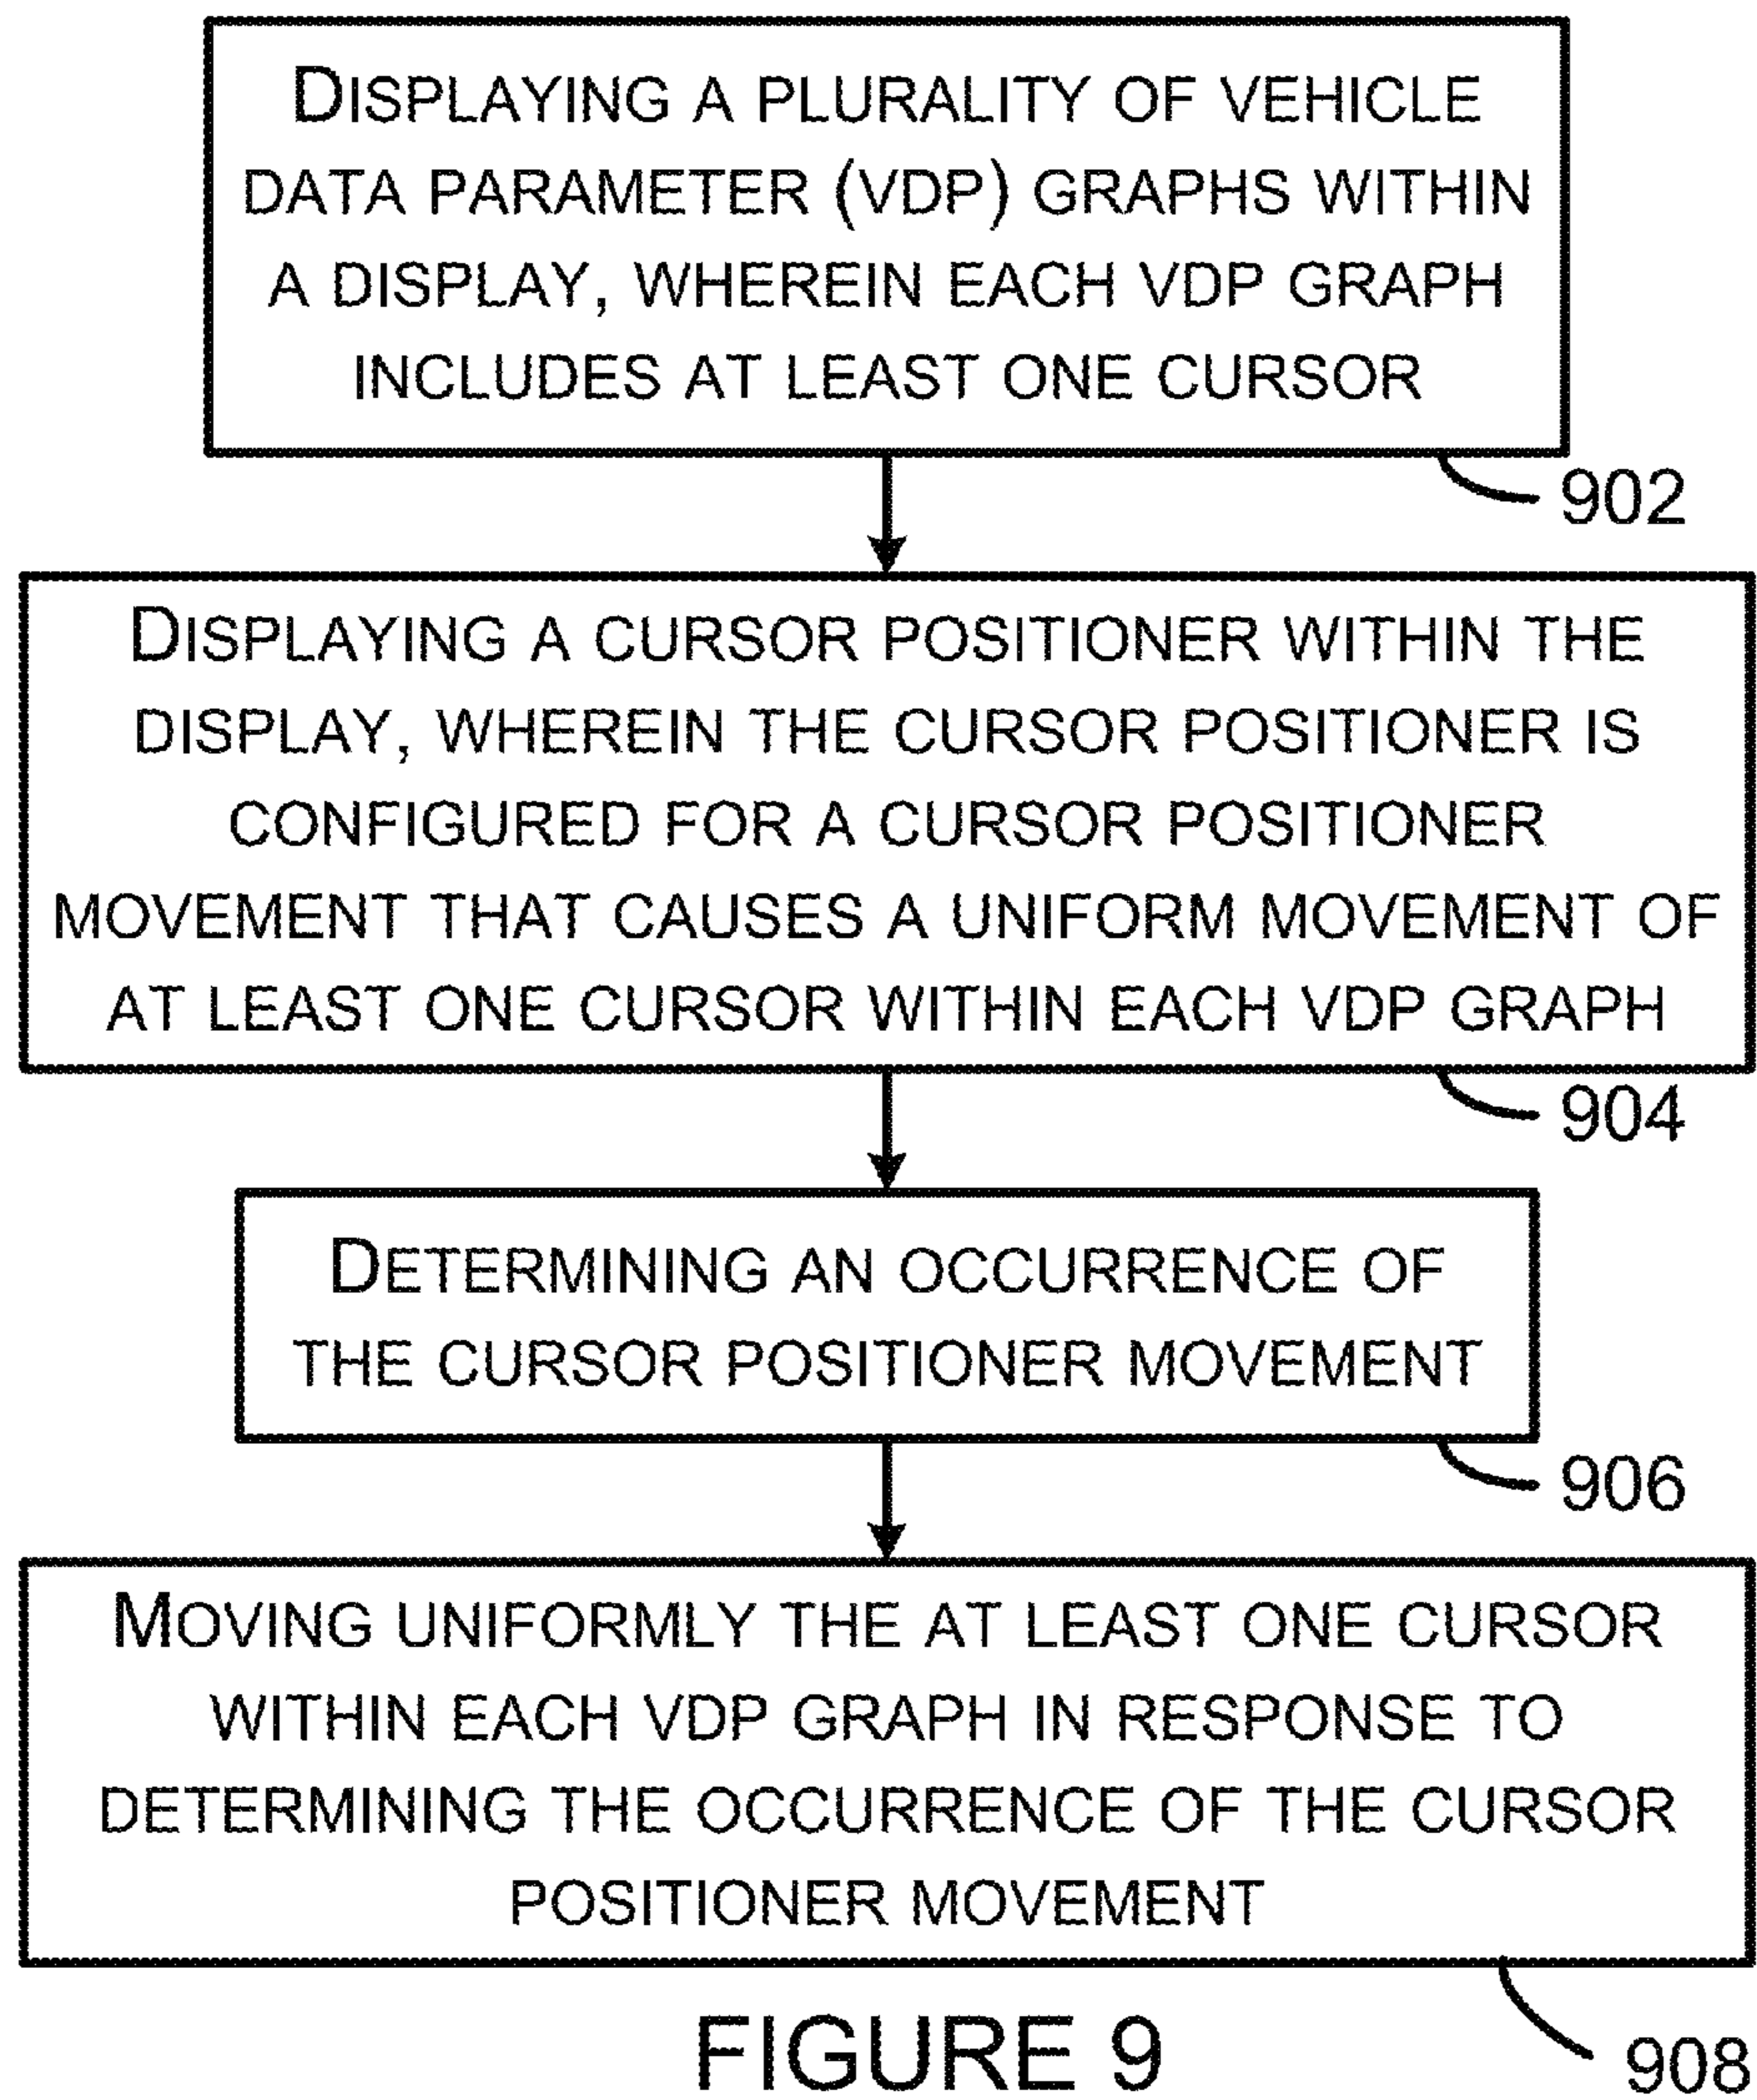 DISPLAYING A PLURALITY OF VEHICLE
DATA PARAMETER (VDP) GRAPHS WITHIN
A DISPLAY, WHEREIN EACH VDP GRAPH
INCLUDES AT LEAST ONE CURSOR
902
DISPLAYING A CURSOR POSITIONER WITHIN THE
DISPLAY, WHEREIN THE CURSOR POSITIONER IS
CONFIGURED FOR A CURSOR POSITIONER
MOVEMENT THAT CAUSES A UNIFORM MOVEMENT OF
AT LEAST ONE CURSOR WITHIN EACH VDP GRAPH
904
DETERMINING AN OCCURRENCE OF
THE CURSOR POSITIONER MOVEMENT
906
MOVING UNIFORMLY THE AT LEAST ONE CURSOR
WITHIN EACH VDP GRAPH IN RESPONSE TO
DETERMINING THE OCCURRENCE OF THE CURSOR
POSITIONER MOVEMENT
908
FIGURE 9